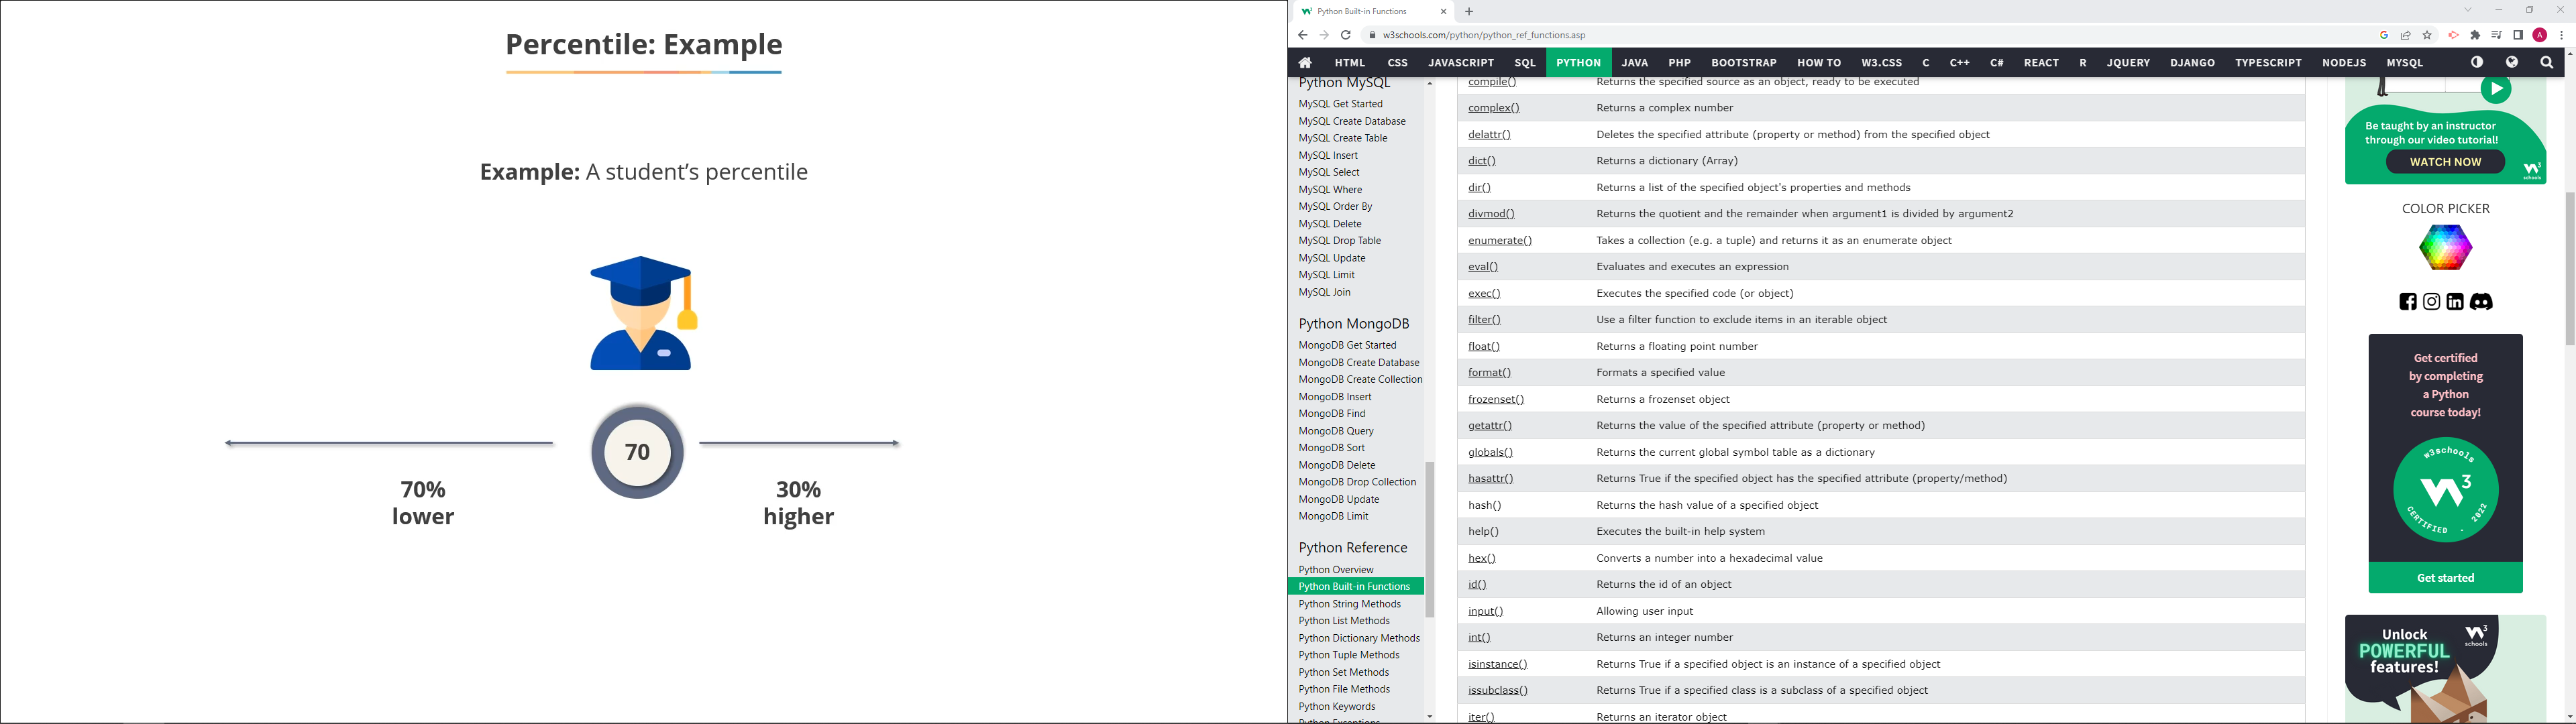 Percentile: Example
Example: A student's percentile
70
70%
lower
30%
higher
Python Built-in Functions
w3schools.com/python/python_ref_functions.asp
A
HTML CSS JAVASCRIPT SQL PYTHON JAVA PHP BOOTSTRAP HOW TO W3.CSS C C++ C# REACT R JQUERY DJANGO TYPESCRIPT NODEJS MYSQL
Python MySQL
MySQL Get Started
MySQL Create Database
MySQL Create Table
MySQL Insert
MySQL Select
MySQL Where
MySQL Order By
MySQL Delete
MySQL Drop Table
MySQL Update
MySQL Limit
MySQL Join
Python MongoDB
MongoDB Get Started
MongoDB Create Database
MongoDB Create Collection
MongoDB Insert
MongoDB Find
MongoDB Query
MongoDB Sort
MongoDB Delete
MongoDB Drop Collection
MongoDB Update
MongoDB Limit
Python Reference
Python Overview
Python Built-in Functions
Python String Methods
Python List Methods
Python Dictionary Methods
Python Tuple Methods
Python Set Methods
Python File Methods
Python Keywords
Python Exceptions
compile() Returns the specified source as an object, ready to be executed
complex() Returns a complex number
delattr() Deletes the specified attribute (property or method) from the specified object
dict() Returns a dictionary (Array)
dir() Returns a list of the specified object's properties and methods
divmod() Returns the quotient and the remainder when argument1 is divided by argument2
enumerate() Takes a collection (e.g. a tuple) and returns it as an enumerate object
eval() Evaluates and executes an expression
exec() Executes the specified code (or object)
filter() Use a filter function to exclude items in an iterable object
float() Returns a floating point number
format() Formats a specified value
frozenset() Returns a frozenset object
getattr() Returns the value of the specified attribute (property or method)
globals() Returns the current global symbol table as a dictionary
hasattr() Returns True if the specified object has the specified attribute (property/method)
hash() Returns the hash value of a specified object
help() Executes the built-in help system
hex() Converts a number into a hexadecimal value
id() Returns the id of an object
input() Allowing user input
int() Returns an integer number
isinstance() Returns True if a specified object is an instance of a specified object
issubclass() Returns True if a specified class is a subclass of a specified object
iter() Returns an iterator object
Be taught by an instructor
through our video tutorial!
WATCH NOW
W3
schools
COLOR PICKER
Get certified
by completing
a Python
course today!
w3schools
W3
CERTIFIED . 2022
Get started
Unlock
POWERFUL
features!
W3
schools